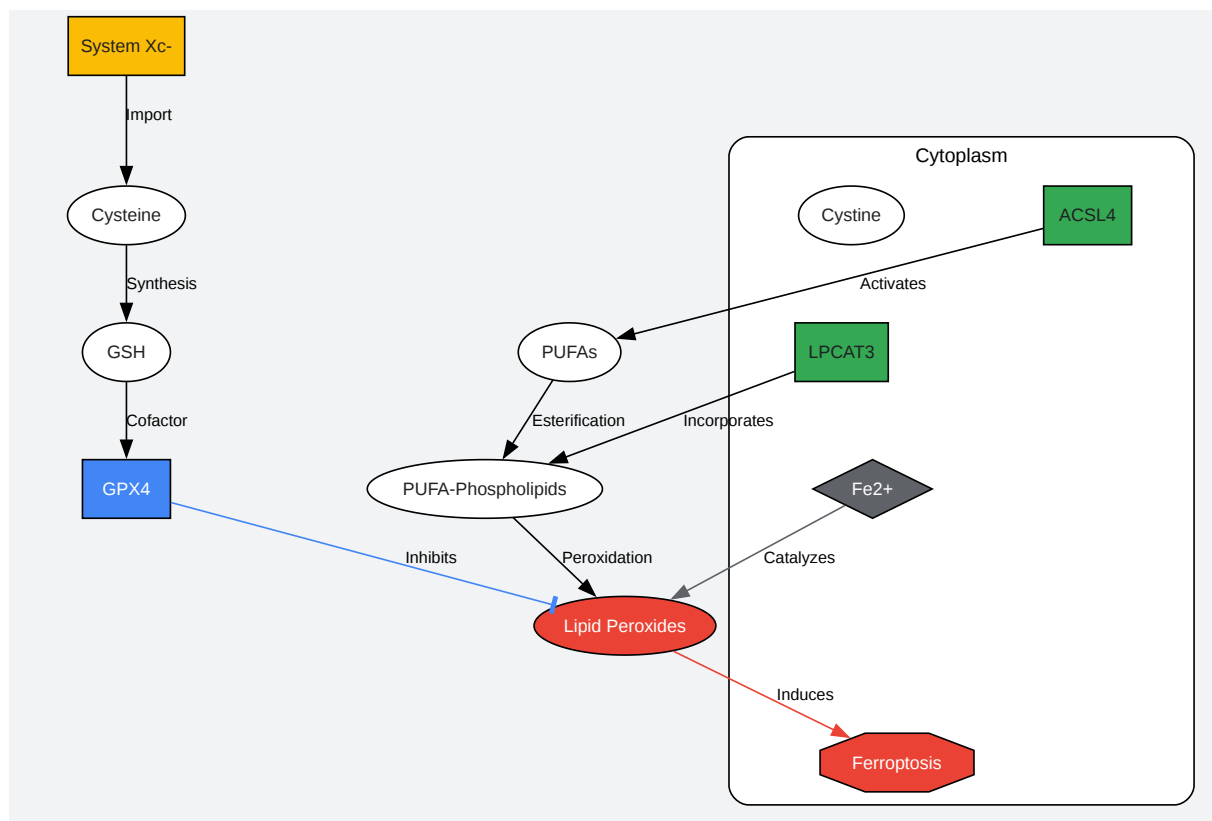 System Xc-
Import
Cytoplasm
Cysteine
Cystine
ACSL4
Synthesis
Activates
GSH
PUFAs
LPCAT3
Cofactor
Esterification
Incorporates
GPX4
PUFA-Phospholipids
Fe2+
Inhibits
Peroxidation
Catalyzes
Lipid Peroxides
Induces
Ferroptosis